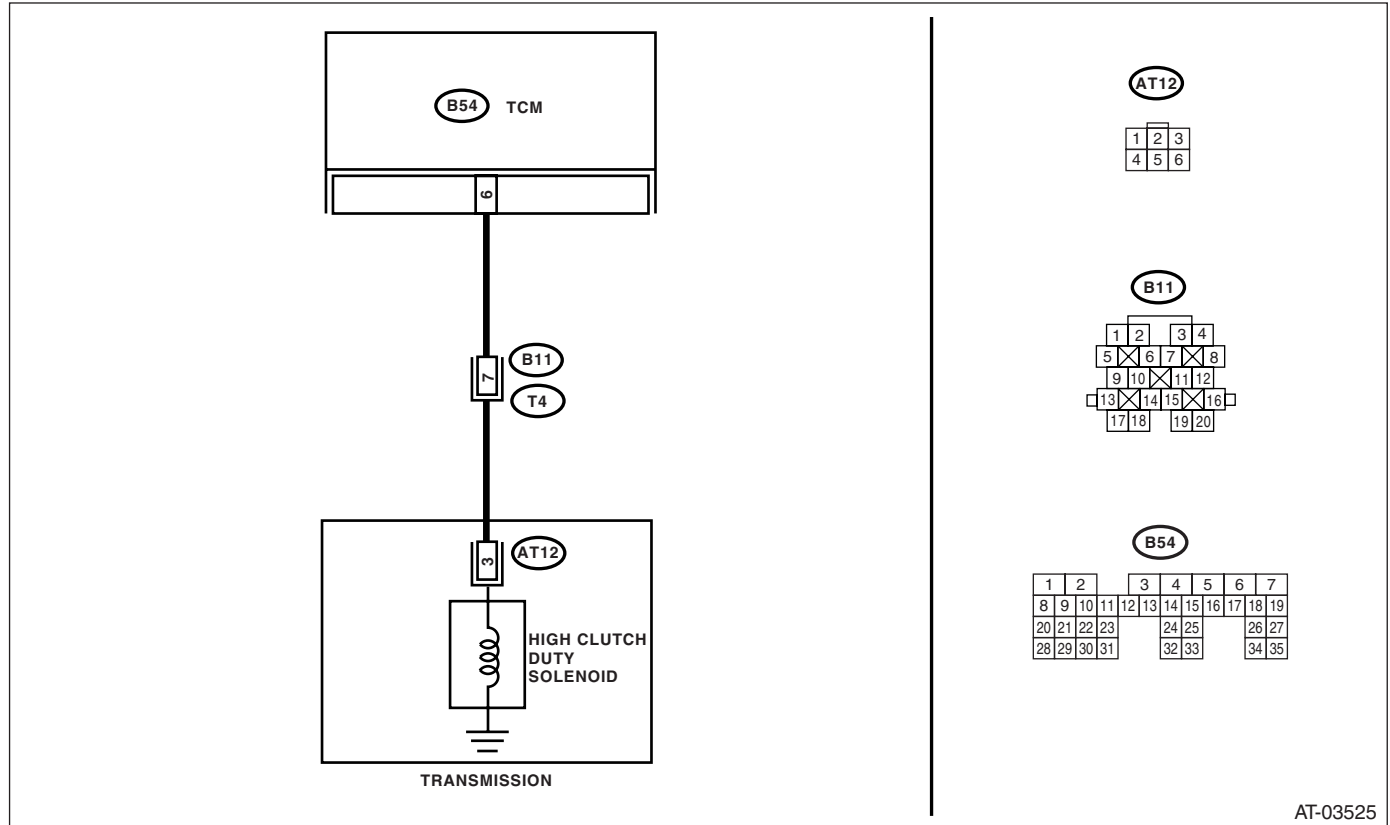 B54 TCM
6
B11
7
T4
3
AT12
HIGH CLUTCH
DUTY
SOLENOID
TRANSMISSION
AT12
1 2 3
4 5 6
B11
1 2 3 4
5 6 7 8
9 10 11 12
13 14 15 16
17 18 19 20
B54
1 2 3 4 5 6 7
8 9 10 11 12 13 14 15 16 17 18 19
20 21 22 23 24 25 26 27
28 29 30 31 32 33 34 35
AT-03525